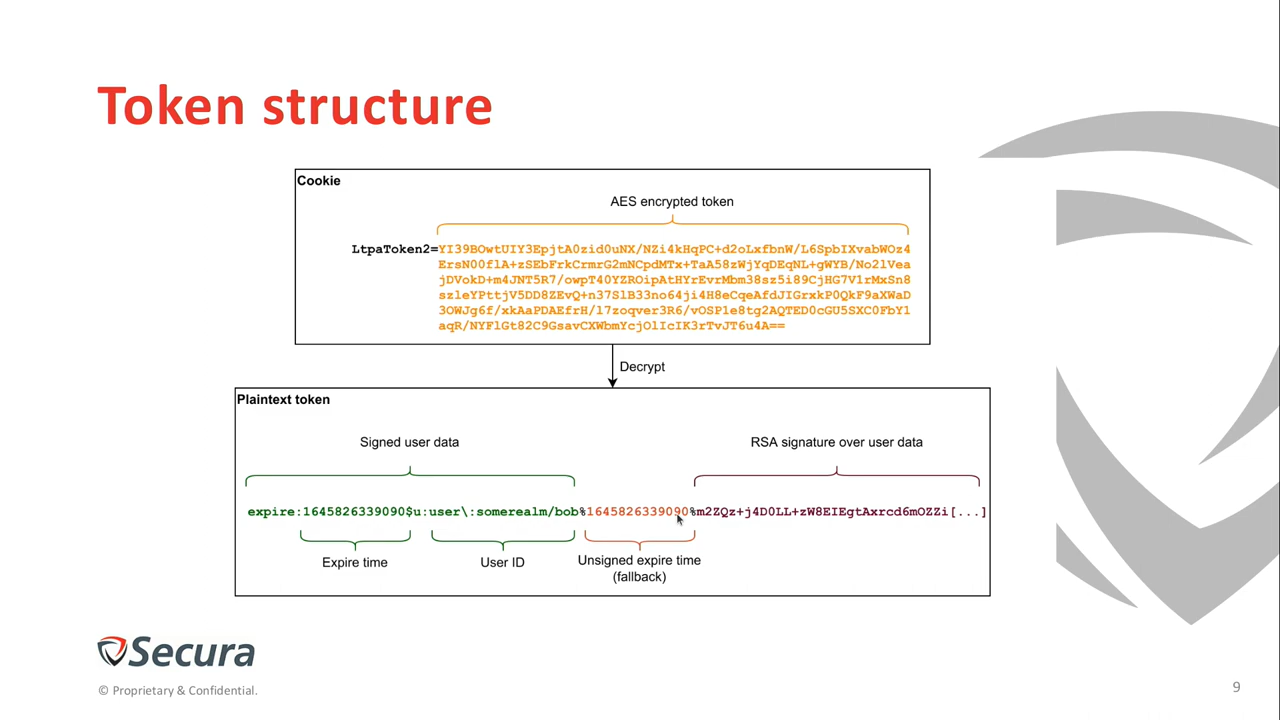 Token structure
Cookie
AES encrypted token
LtpaToken2=YI39BOwtUIY3EpjtA0zid0uNX/NZi4kHqPC+d2oLxfbnW/L6SpbIXvabWOz4
ErsN00flA+zSEbFrkCrmrG2mNCpdMTx+TaA58zWjYqDEqNL+gWYB/No2lVea
jDVokD+m4JNT5R7/owpT40YZROipAtHYrEvrMbm38sz5i89CjHG7V1rMxSn8
szleYPttjV5DD8ZEvQ+n37SlB33no64ji4H8eCqeAfdJIGrxkP0QkF9aXWaD
3OWJg6f/xkAaPDAEfrH/l7zoqver3R6/vOSP1e8tg2AQTED0cGU5SXC0FbY1
aqR/NYFlGt82C9GsavCXWbmYcjOlIcIK3rTvJT6u4A==
Decrypt
Plaintext token
Signed user data
RSA signature over user data
expire:1645826339090$u:user\:somerealm/bob%1645826339090%m2ZQz+j4D0LL+zW8EIEgtAxrcd6mOZZi[...]
Expire time
User ID
Unsigned expire time
(fallback)
Secura
© Proprietary & Confidential.
9